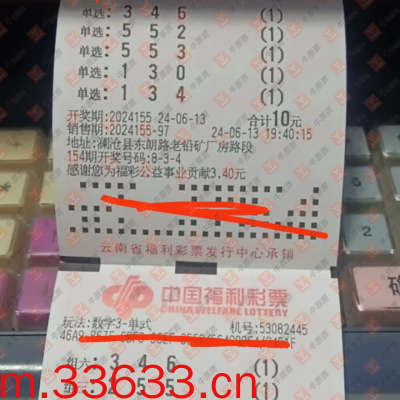 单选: 3 4 6 (1)
单选: 5 5 2 (1)
单选: 5 5 3 (1)
单选: 1 3 0 (1)
单选: 1 3 4 (1)
开奖期:2024155 24-06-13 合计10元
销售期:2024155-97 24-06-13 19:40:15
地址:澜沧县东朗路老铅矿厂房路段
154期开奖号码:8-3-4
感谢您为福彩公益事业贡献3.40元
云南省福利彩票发行中心承销
中国福利彩票
CHINA WELFARE LOTTERY
玩法:数字3-单式 机号:53082445
组六: 3 4 6 (1)
5 5 (1)
m.33633.cn
2